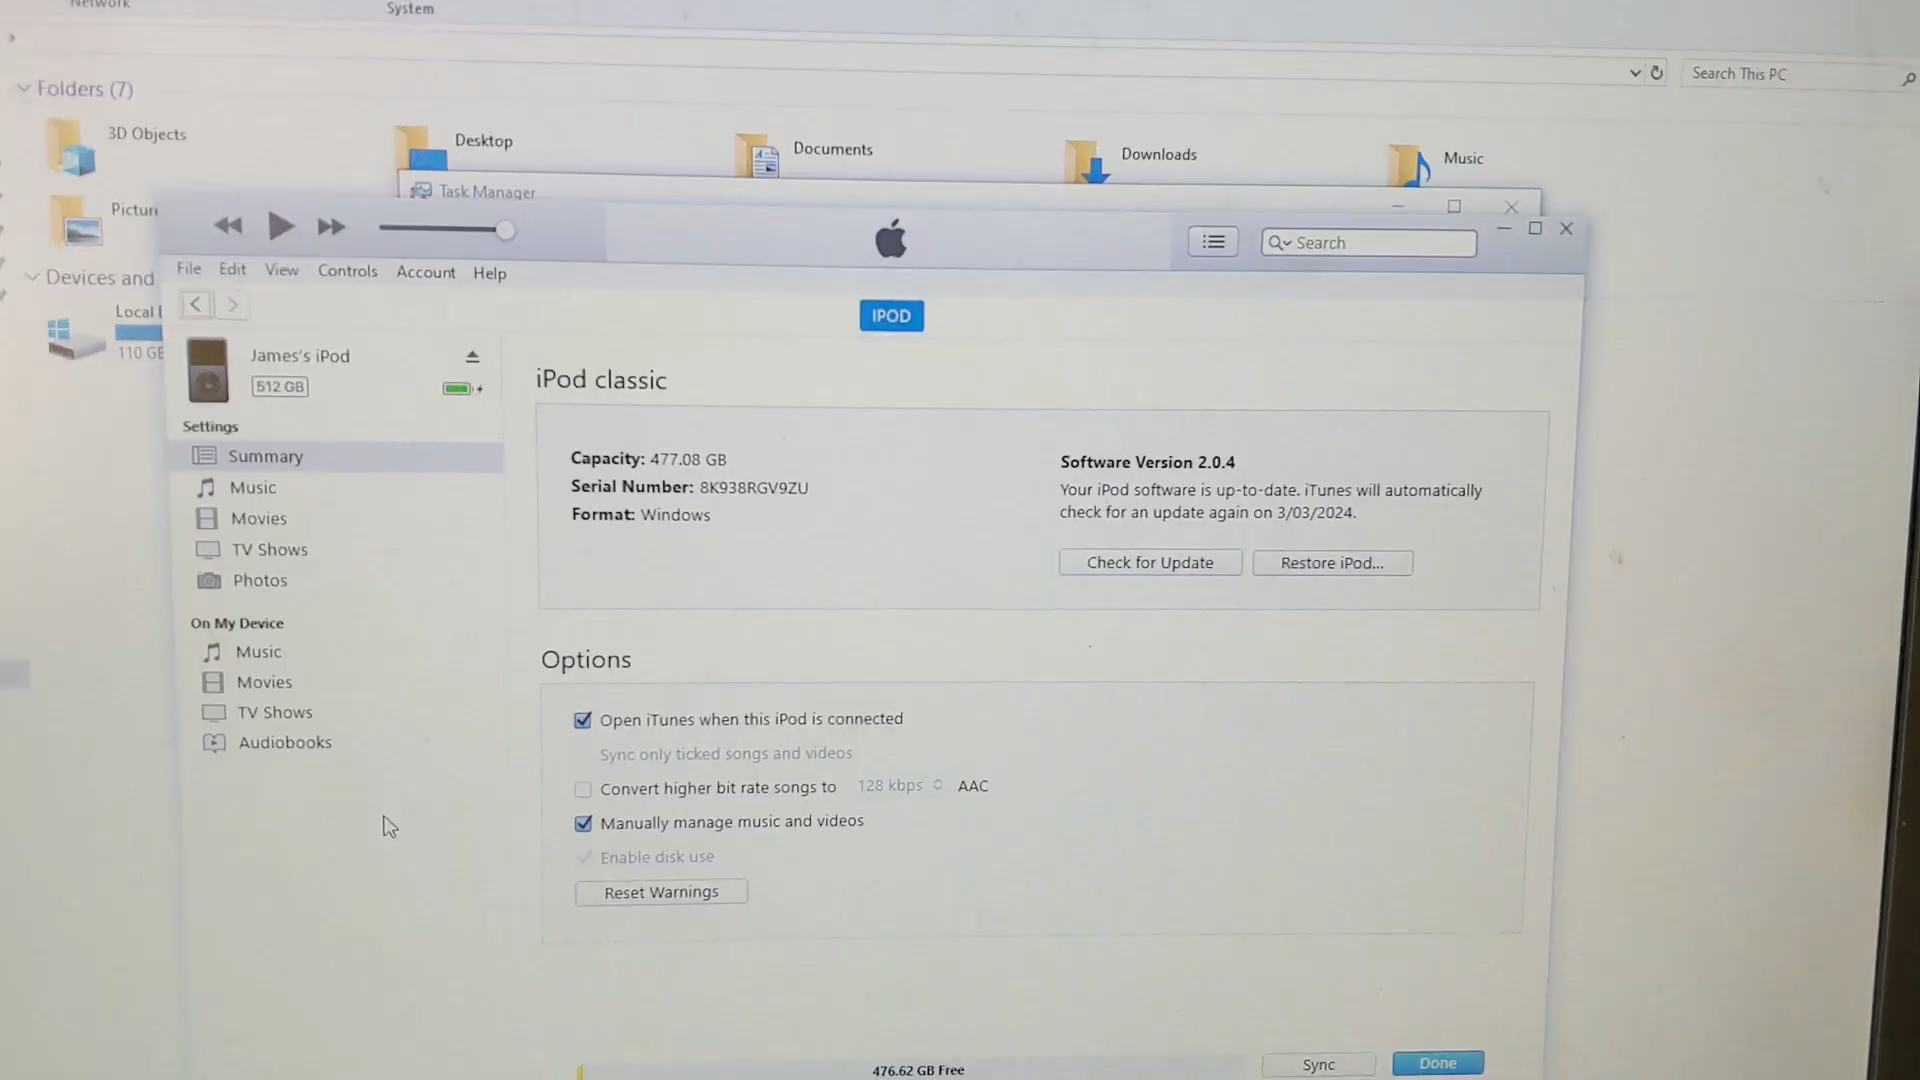 Network
System
Search This PC
Folders (7)
3D Objects
Desktop
Documents
Downloads
Music
Task Manager
Search
File Edit View Controls Account Help
Devices and
Local
110 GB
IPOD
James's iPod
512 GB
Settings
Summary
Music
Movies
TV Shows
Photos
On My Device
Music
Movies
TV Shows
Audiobooks
iPod classic
Capacity: 477.08 GB
Serial Number: 8K938RGV9ZU
Format: Windows
Software Version 2.0.4
Your iPod software is up-to-date. iTunes will automatically
check for an update again on 3/03/2024.
Check for Update
Restore iPod...
Options
Open iTunes when this iPod is connected
Sync only ticked songs and videos
Convert higher bit rate songs to 128 kbps AAC
Manually manage music and videos
Enable disk use
Reset Warnings
476.62 GB Free
Sync
Done